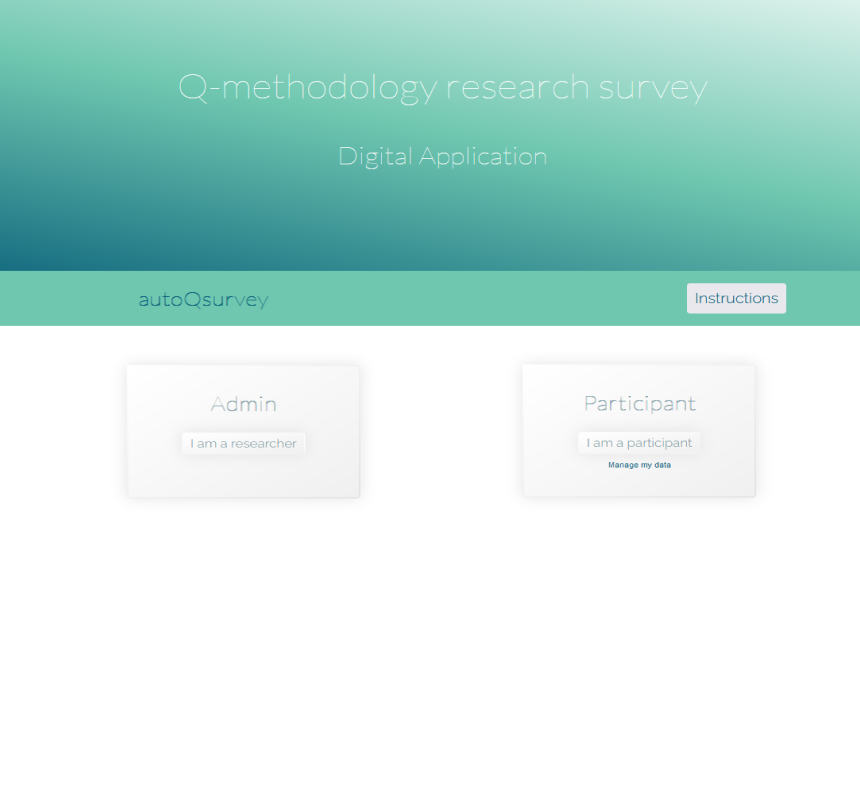 Q-methodology research survey
Digital Application
autoQsurvey
Instructions
Admin
I am a researcher
Participant
I am a participant
Manage my data